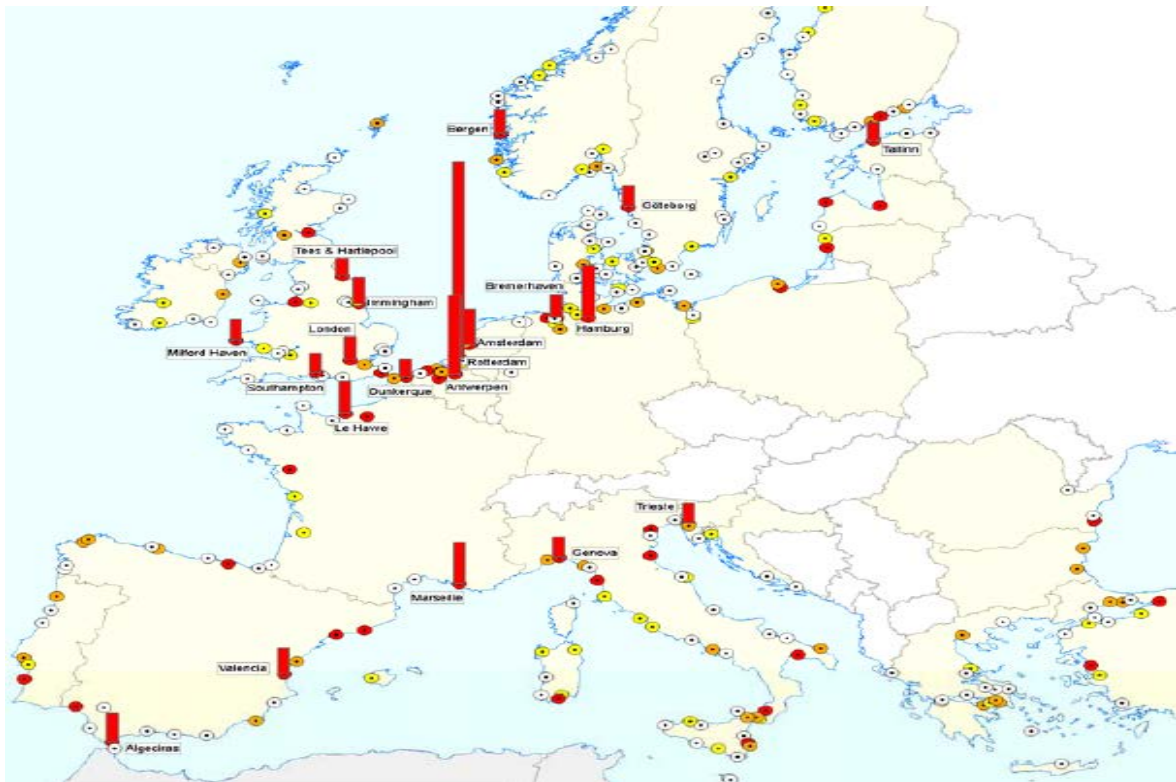 Bergen
Tallinn
Göteborg
Tees & Hartlepool
Bremerhaven
Immingham
Hamburg
London
Amsterdam
Milford Haven
Rotterdam
Southampton
Dunkerque
Antwerpen
Le Havre
Trieste
Genova
Marseille
Valencia
Algeciras